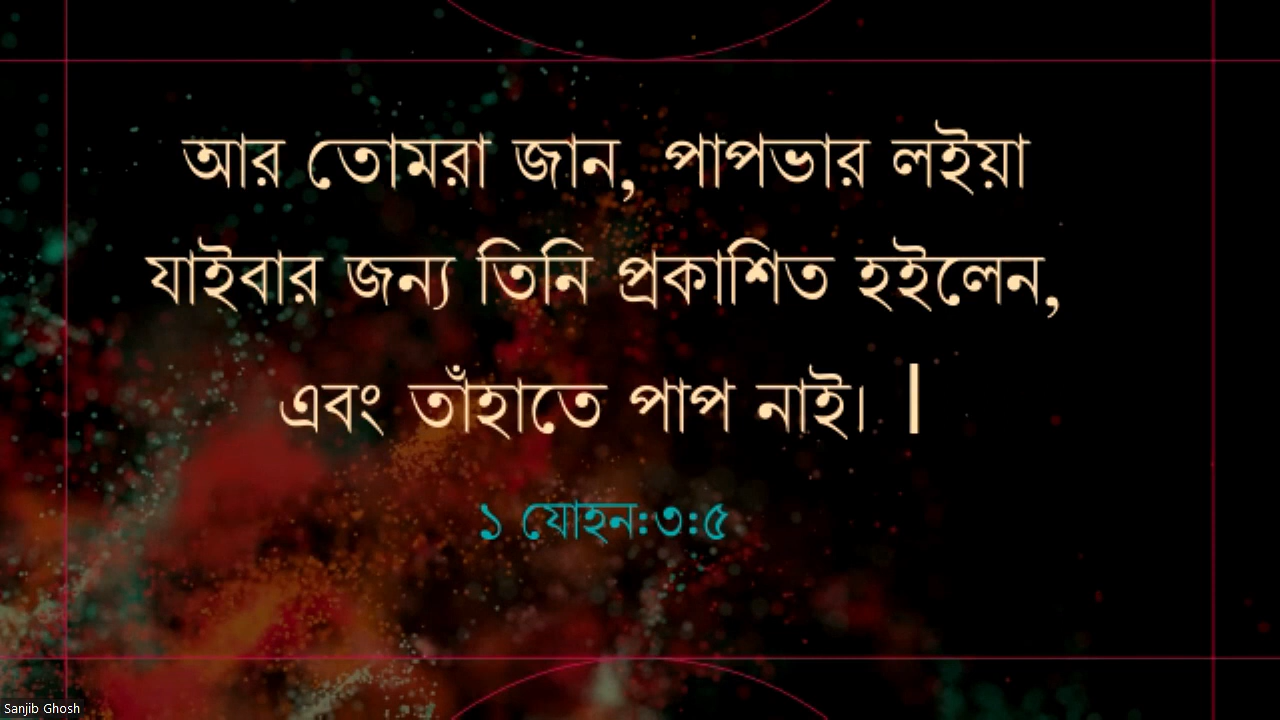 আর তোমরা জান, পাপভার লইয়া
যাইবার জন্য তিনি প্রকাশিত হইলেন,
এবং তাঁহাতে পাপ নাই। |
১ যোহন:৩:৫
Sanjib Ghosh